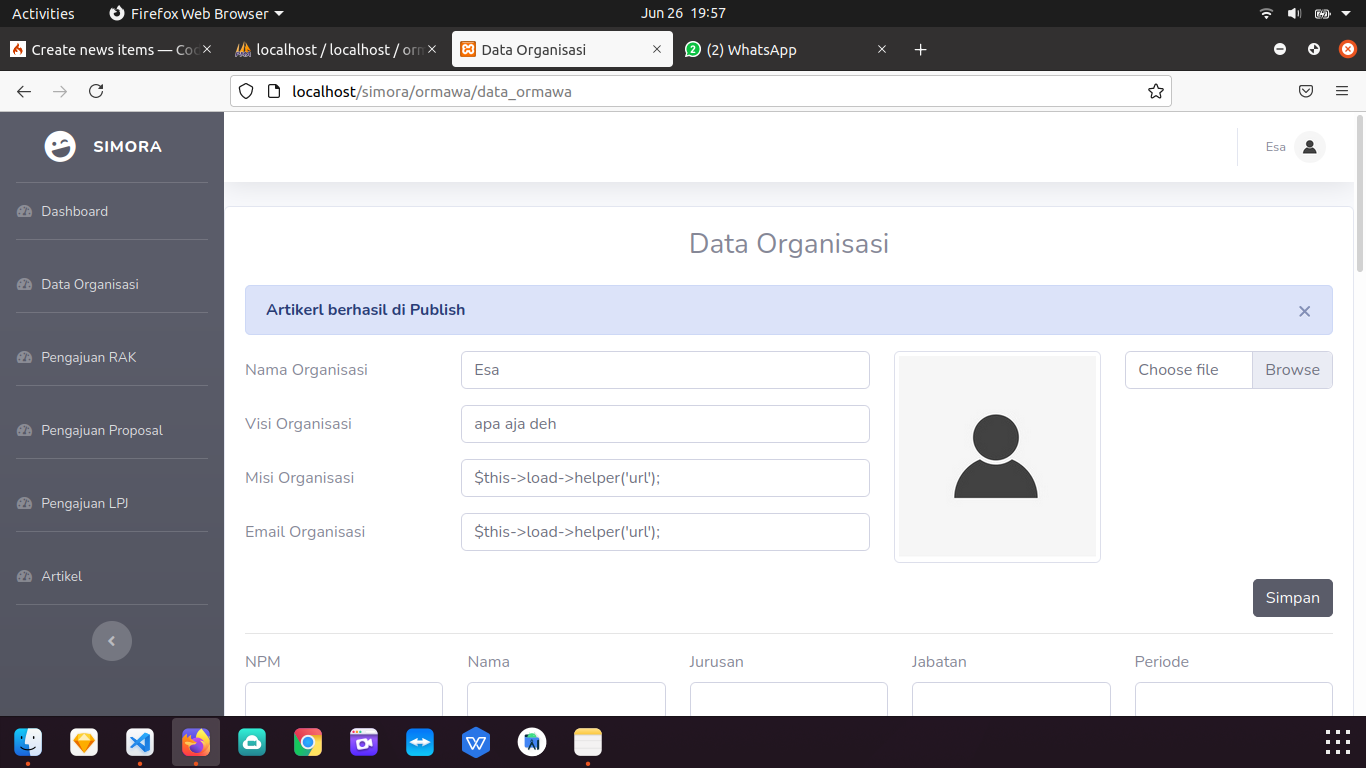 Activities Firefox Web Browser Jun 26 19:57
Create news items — Co localhost / localhost / orm Data Organisasi (2) WhatsApp
localhost/simora/ormawa/data_ormawa
SIMORA
Esa
Dashboard
Data Organisasi
Pengajuan RAK
Pengajuan Proposal
Pengajuan LPJ
Artikel
Data Organisasi
Artikerl berhasil di Publish ×
Nama Organisasi Esa
Choose file Browse
Visi Organisasi apa aja deh
Misi Organisasi $this->load->helper('url');
Email Organisasi $this->load->helper('url');
Simpan
NPM Nama Jurusan Jabatan Periode